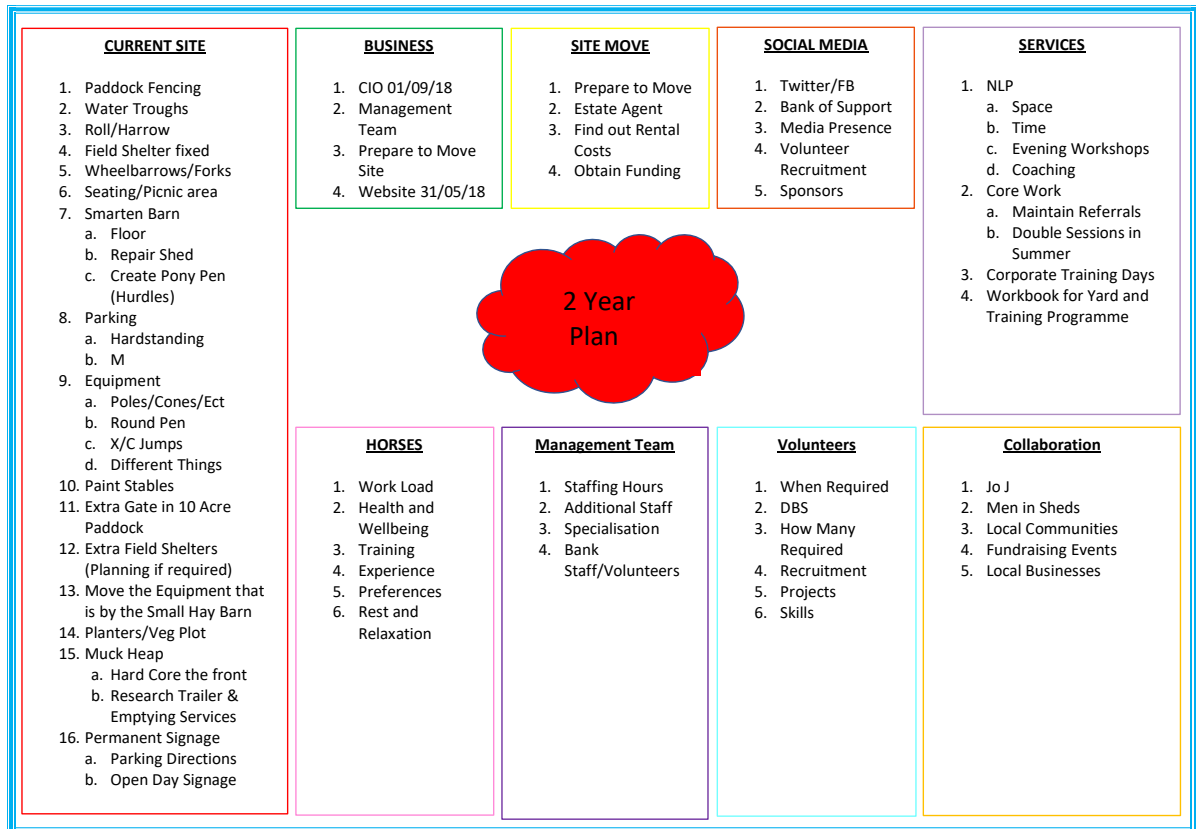 CURRENT SITE
1. Paddock Fencing
2. Water Troughs
3. Roll/Harrow
4. Field Shelter fixed
5. Wheelbarrows/Forks
6. Seating/Picnic area
7. Smarten Barn
a. Floor
b. Repair Shed
c. Create Pony Pen
(Hurdles)
8. Parking
a. Hardstanding
b. M
9. Equipment
a. Poles/Cones/Ect
b. Round Pen
c. X/C Jumps
d. Different Things
10. Paint Stables
11. Extra Gate in 10 Acre
Paddock
12. Extra Field Shelters
(Planning if required)
13. Move the Equipment that
is by the Small Hay Barn
14. Planters/Veg Plot
15. Muck Heap
a. Hard Core the front
b. Research Trailer &
Emptying Services
16. Permanent Signage
a. Parking Directions
b. Open Day Signage
BUSINESS
1. CIO 01/09/18
2. Management
Team
3. Prepare to Move
Site
4. Website 31/05/18
SITE MOVE
1. Prepare to Move
2. Estate Agent
3. Find out Rental
Costs
4. Obtain Funding
SOCIAL MEDIA
1. Twitter/FB
2. Bank of Support
3. Media Presence
4. Volunteer
Recruitment
5. Sponsors
SERVICES
1. NLP
a. Space
b. Time
c. Evening Workshops
d. Coaching
2. Core Work
a. Maintain Referrals
b. Double Sessions in
Summer
3. Corporate Training Days
4. Workbook for Yard and
Training Programme
2 Year
Plan
HORSES
1. Work Load
2. Health and
Wellbeing
3. Training
4. Experience
5. Preferences
6. Rest and
Relaxation
Management Team
1. Staffing Hours
2. Additional Staff
3. Specialisation
4. Bank
Staff/Volunteers
Volunteers
1. When Required
2. DBS
3. How Many
Required
4. Recruitment
5. Projects
6. Skills
Collaboration
1. Jo J
2. Men in Sheds
3. Local Communities
4. Fundraising Events
5. Local Businesses